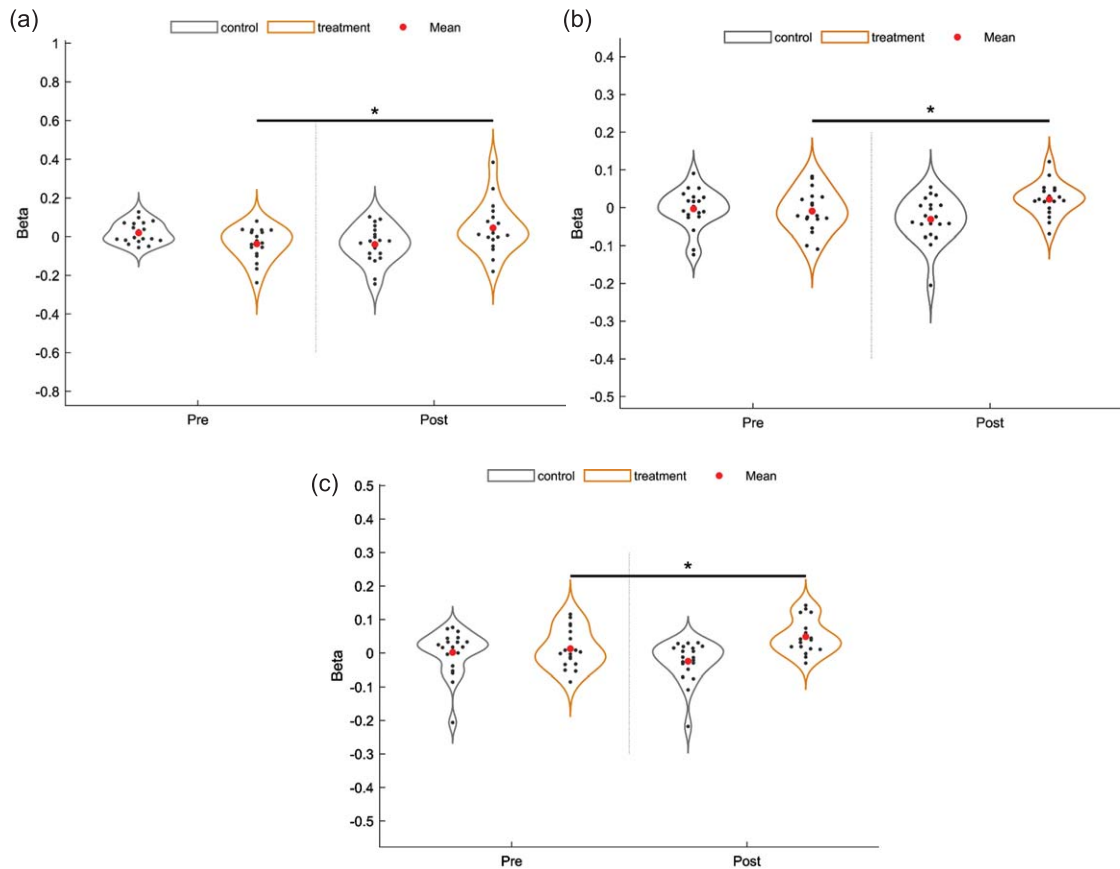 (a)
control treatment Mean
1
0.8
0.6
0.4
0.2
0
-0.2
-0.4
-0.6
-0.8
Beta
*
Pre Post
(b)
control treatment Mean
0.4
0.3
0.2
0.1
0
-0.1
-0.2
-0.3
-0.4
-0.5
Beta
*
Pre Post
(c)
control treatment Mean
0.5
0.4
0.3
0.2
0.1
0
-0.1
-0.2
-0.3
-0.4
-0.5
Beta
*
Pre Post